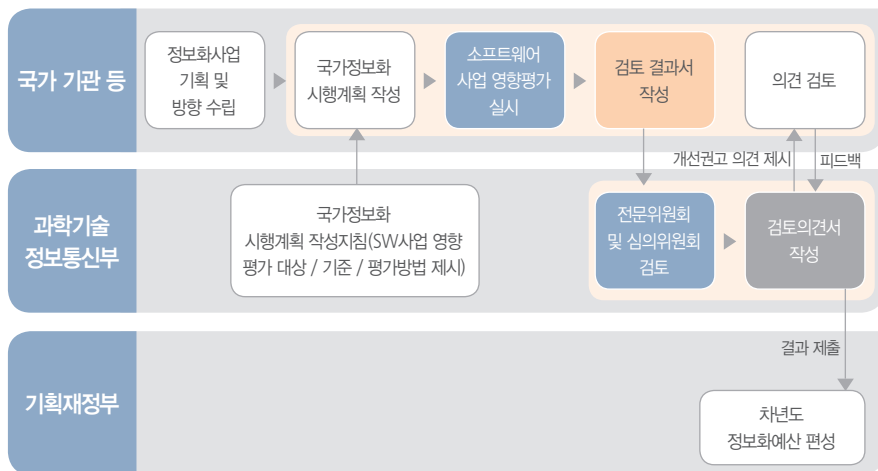 국가 기관 등
정보화사업
기획 및
방향 수립
국가정보화
시행계획 작성
소프트웨어
사업 영향평가
실시
검토 결과서
작성
의견 검토
개선권고 의견 제시
피드백
과학기술
정보통신부
국가정보화
시행계획 작성지침(SW사업 영향
평가 대상 / 기준 / 평가방법 제시)
전문위원회
및 심의위원회
검토
검토의견서
작성
결과 제출
기획재정부
차년도
정보화예산 편성